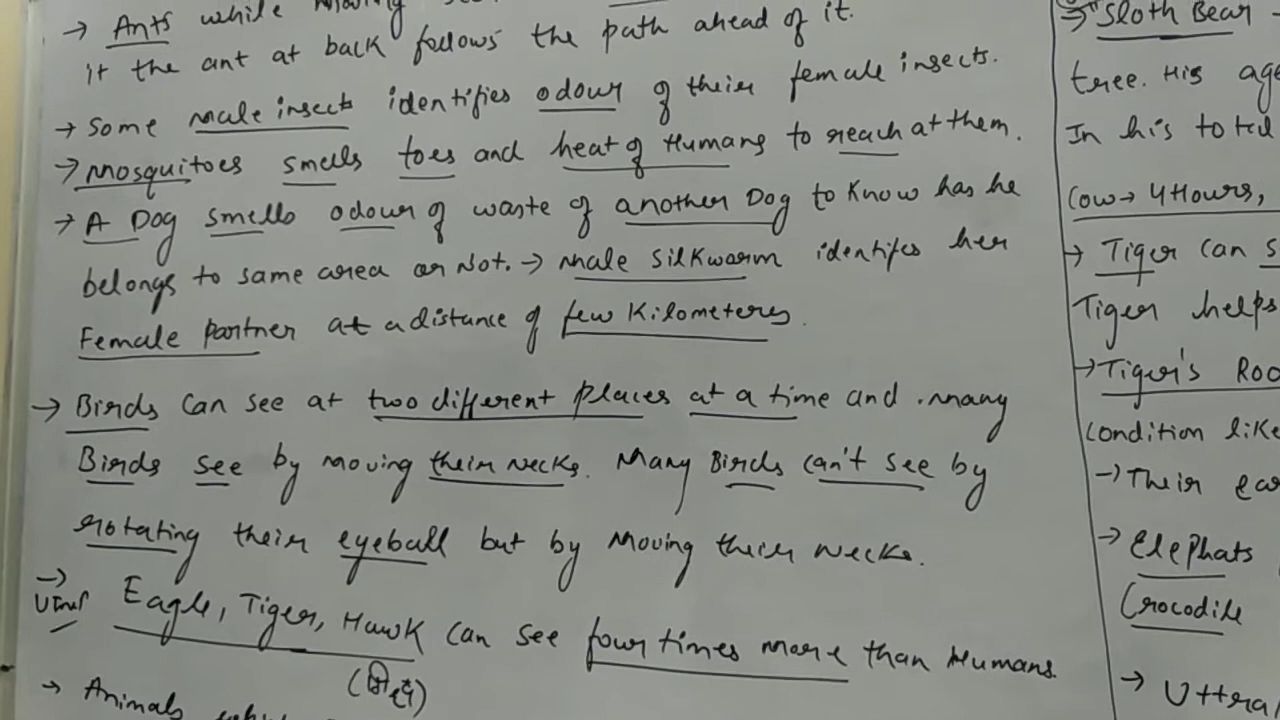 → Ants while moving
it the ant at back follows the path ahead of it.
→ Some male insects identifies odour of their female insects.
→ Mosquitoes smells toes and heat of Humans to reach at them.
→ A Dog smells odour of waste of another Dog to know has he
belongs to same area or Not. → male silkworm identifes her
Female partner at a distance of few Kilometeres.
→ Birds can see at two different places at a time and many
Birds see by moving their necks. Many Birds can't see by
rotating their eyeball but by moving their necks.
→ Eagle, Tiger, Hawk can see four times more than Humans.
→ Animals
→ Sloth Bear -
tree. His age
In his total
Cow → 4 Hours,
→ Tiger can s
Tiger helps
→ Tiger's Roa
condition like
→ Their ear
→ Elephats
Crocodile
→ Uttra